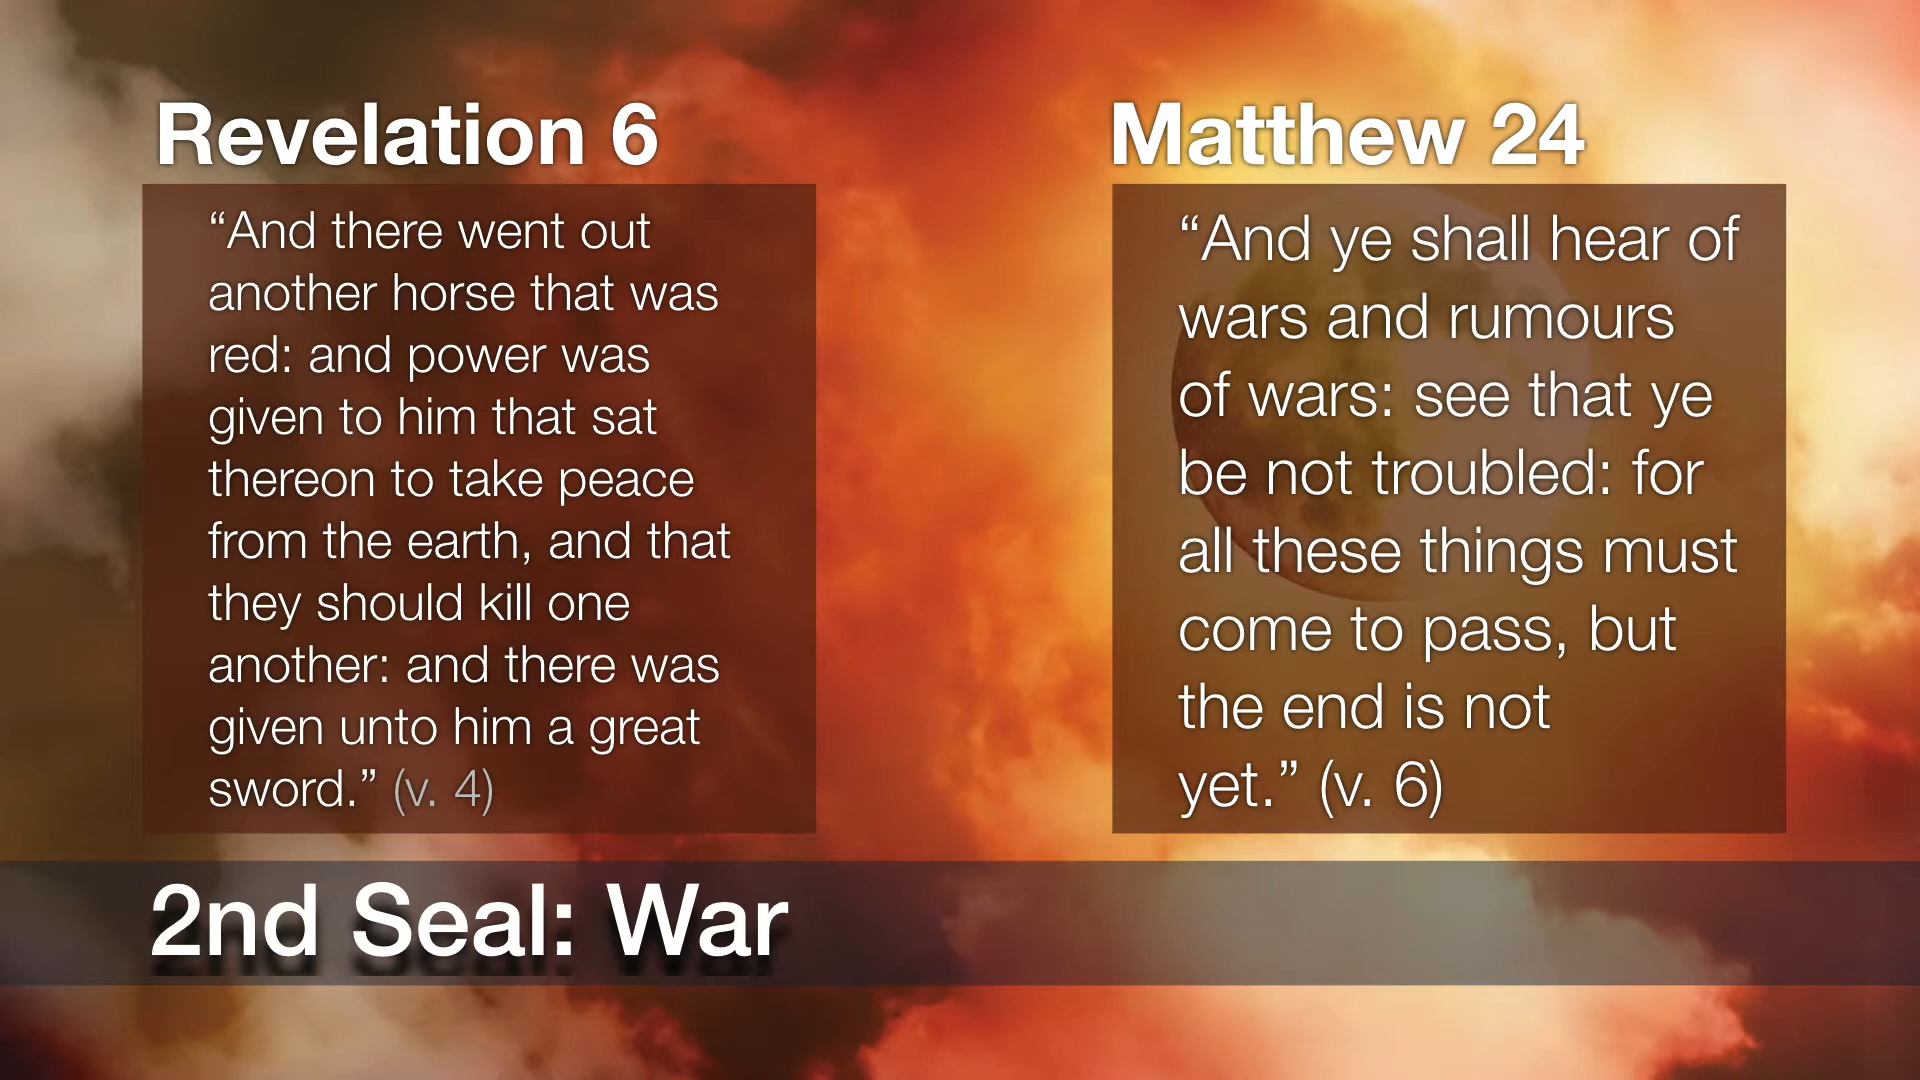 Revelation 6
“And there went out
another horse that was
red: and power was
given to him that sat
thereon to take peace
from the earth, and that
they should kill one
another: and there was
given unto him a great
sword.” (v. 4)
Matthew 24
“And ye shall hear of
wars and rumours
of wars: see that ye
be not troubled: for
all these things must
come to pass, but
the end is not
yet.” (v. 6)
2nd Seal: War